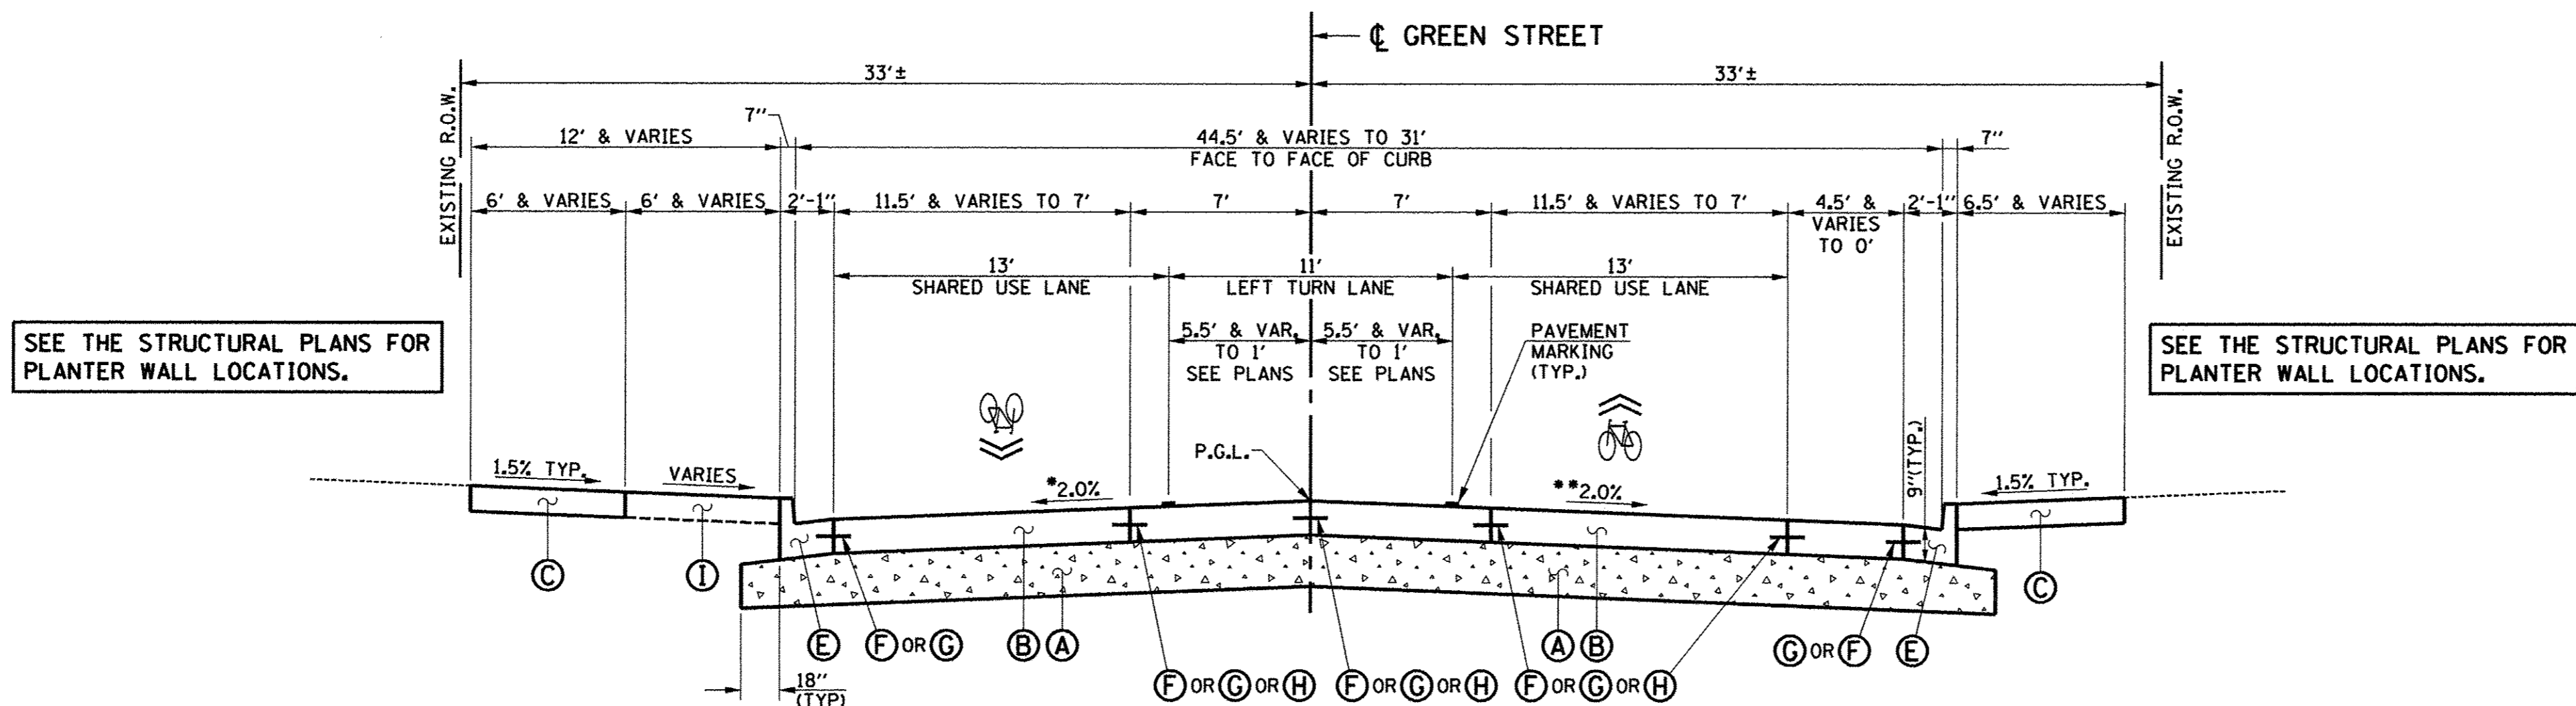 ℄ GREEN STREET
33'±
33'±
EXISTING R.O.W.
EXISTING R.O.W.
7"
12' & VARIES
44.5' & VARIES TO 31'
FACE TO FACE OF CURB
7"
6' & VARIES
6' & VARIES
2'-1"
11.5' & VARIES TO 7'
7'
7'
11.5' & VARIES TO 7'
4.5' &
VARIES
TO 0'
2'-1"
6.5' & VARIES
13'
SHARED USE LANE
11'
LEFT TURN LANE
13'
SHARED USE LANE
5.5' & VAR.
TO 1'
SEE PLANS
5.5' & VAR.
TO 1'
SEE PLANS
PAVEMENT
MARKING
(TYP.)
SEE THE STRUCTURAL PLANS FOR
PLANTER WALL LOCATIONS.
SEE THE STRUCTURAL PLANS FOR
PLANTER WALL LOCATIONS.
P.G.L.
1.5% TYP.
VARIES
*2.0%
**2.0%
9"(TYP.)
1.5% TYP.
C
I
C
E
F OR G
B A
A B
G OR F
E
F OR G OR H
F OR G OR H
F OR G OR H
18"
(TYP)